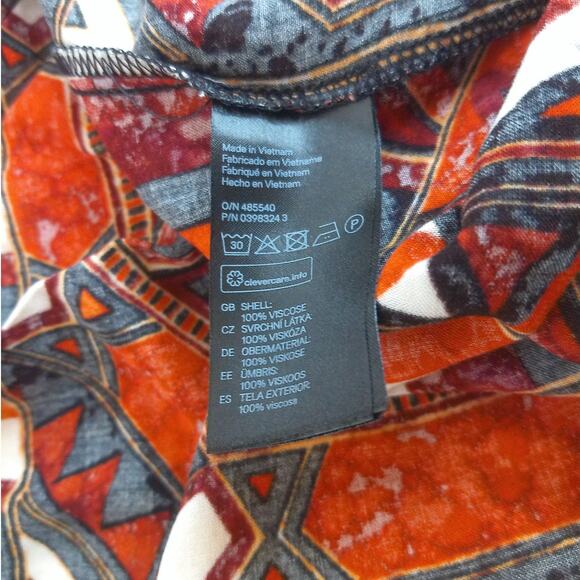 Made in Vietnam
Fabricado em Vietname
Fabriqué en Vietnam
Hecho en Vietnam
O/N 485540
P/N 0398324 3
30 P
clevercare.info
GB SHELL:
100% VISCOSE
CZ SVRCHNÍ LÁTKA:
100% VISKÓZA
DE OBERMATERIAL:
100% VISKOSE
EE ÜMBRIS:
100% VISKOOS
ES TELA EXTERIOR:
100% viscosa